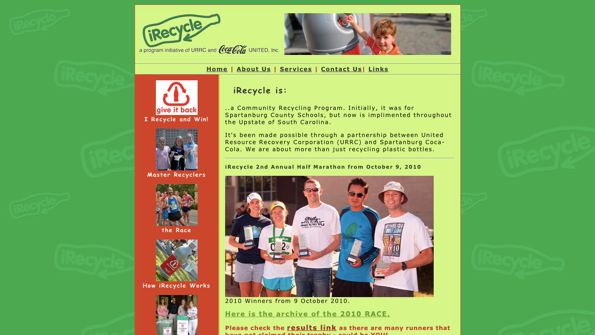 iRecycle
a program initiative of URRC and Coca-Cola UNITED, Inc.
Home | About Us | Services | Contact Us | Links
give it back
I Recycle and Win!
Master Recyclers
the Race
How iRecycle Works
iRecycle is:
..a Community Recycling Program. Initially, it was for
Spartanburg County Schools, but now is implimented throughout
the Upstate of South Carolina.
It's been made possible through a partnership between United
Resource Recovery Corporation (URRC) and Spartanburg Coca-
Cola. We are about more than just recycling plastic bottles.
iRecycle 2nd Annual Half Marathon from October 9, 2010
2010 Winners from 9 October 2010.
Here is the archive of the 2010 RACE.
Please check the results link as there are many runners that